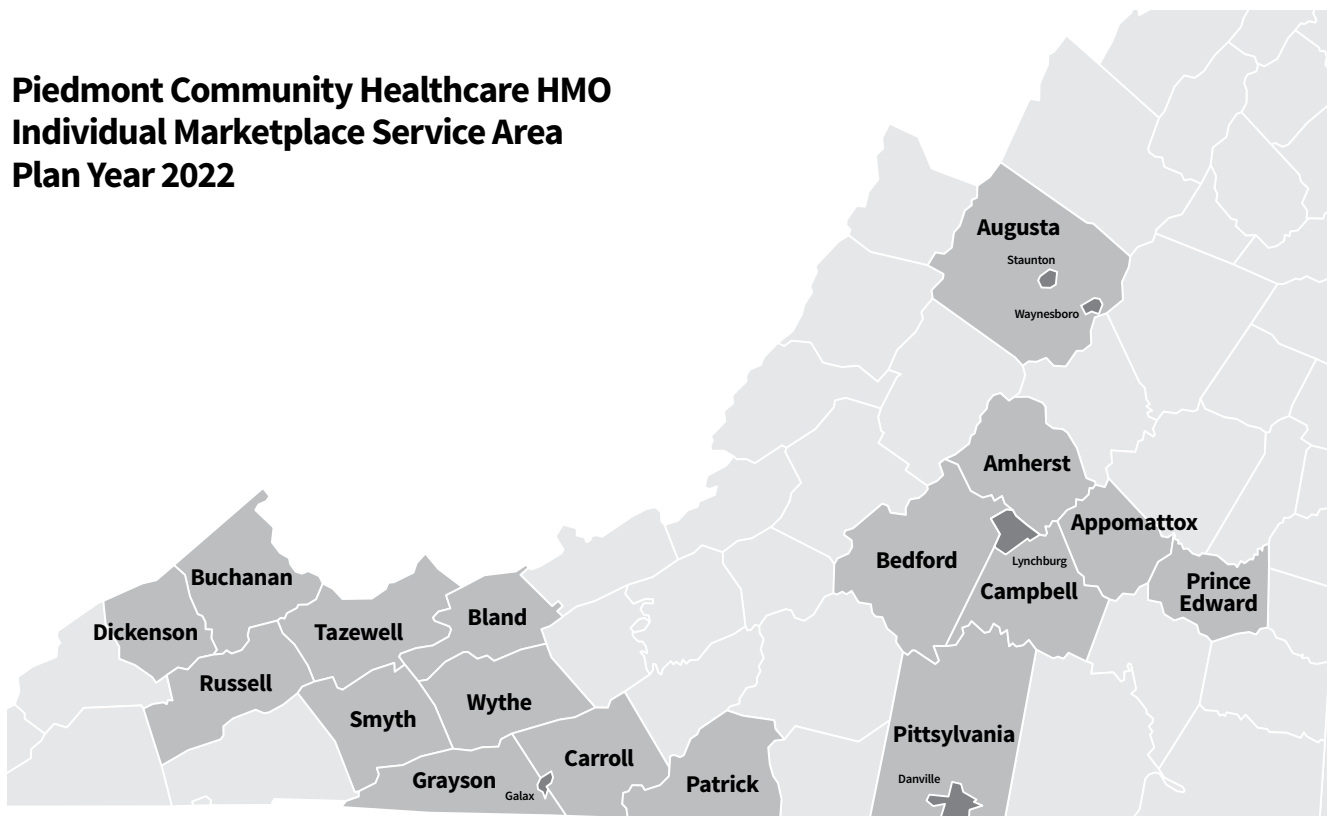 Piedmont Community Healthcare HMO
Individual Marketplace Service Area
Plan Year 2022
Augusta
Staunton
Waynesboro
Amherst
Appomattox
Bedford
Lynchburg
Campbell
Prince
Edward
Buchanan
Dickenson
Tazewell
Bland
Russell
Wythe
Smyth
Carroll
Grayson
Galax
Patrick
Pittsylvania
Danville